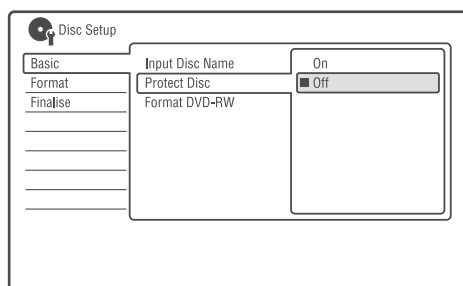 Disc Setup
Basic
Format
Finalise
Input Disc Name
Protect Disc
Format DVD-RW
On
Off